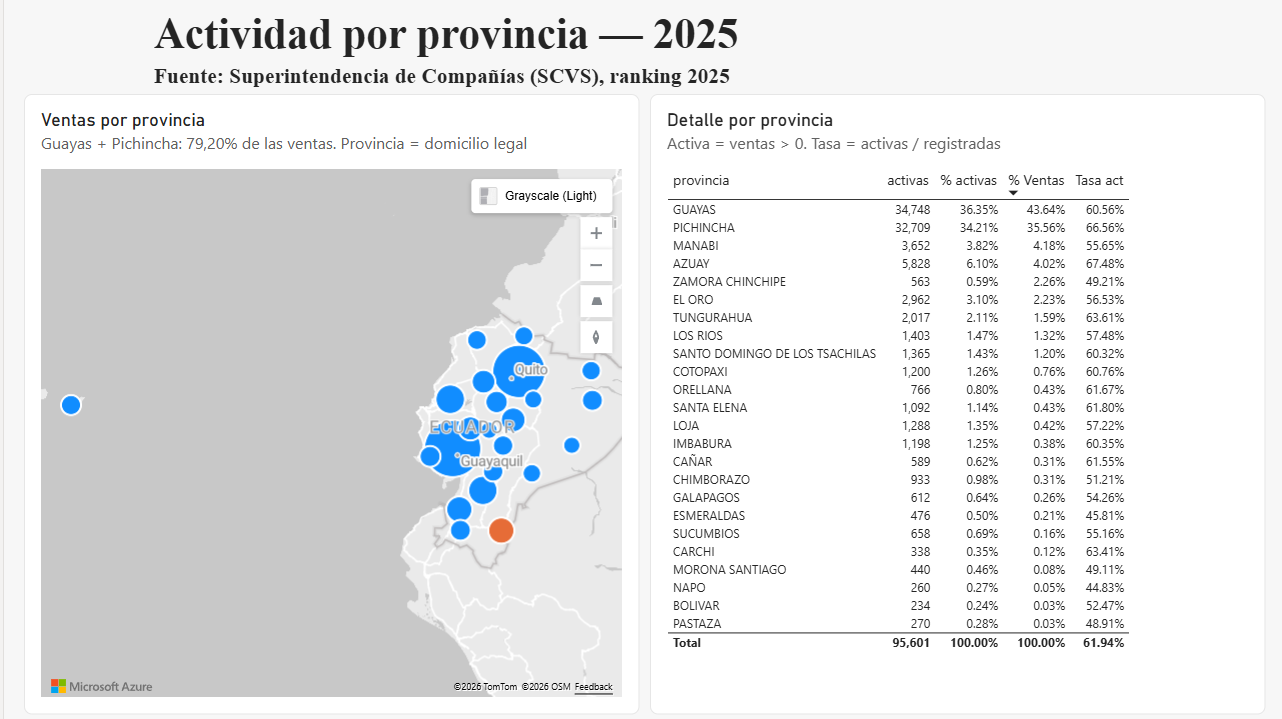 Actividad por provincia — 2025
Fuente: Superintendencia de Compañías (SCVS), ranking 2025
Ventas por provincia
Guayas + Pichincha: 79,20% de las ventas. Provincia = domicilio legal
Grayscale (Light)
Quito
ECUADOR
Guayaquil
Microsoft Azure
©2026 TomTom ©2026 OSM Feedback
Detalle por provincia
Activa = ventas > 0. Tasa = activas / registradas
provincia activas % activas % Ventas Tasa act
GUAYAS 34,748 36.35% 43.64% 60.56%
PICHINCHA 32,709 34.21% 35.56% 66.56%
MANABI 3,652 3.82% 4.18% 55.65%
AZUAY 5,828 6.10% 4.02% 67.48%
ZAMORA CHINCHIPE 563 0.59% 2.26% 49.21%
EL ORO 2,962 3.10% 2.23% 56.53%
TUNGURAHUA 2,017 2.11% 1.59% 63.61%
LOS RIOS 1,403 1.47% 1.32% 57.48%
SANTO DOMINGO DE LOS TSACHILAS 1,365 1.43% 1.20% 60.32%
COTOPAXI 1,200 1.26% 0.76% 60.76%
ORELLANA 766 0.80% 0.43% 61.67%
SANTA ELENA 1,092 1.14% 0.43% 61.80%
LOJA 1,288 1.35% 0.42% 57.22%
IMBABURA 1,198 1.25% 0.38% 60.35%
CAÑAR 589 0.62% 0.31% 61.55%
CHIMBORAZO 933 0.98% 0.31% 51.21%
GALAPAGOS 612 0.64% 0.26% 54.26%
ESMERALDAS 476 0.50% 0.21% 45.81%
SUCUMBIOS 658 0.69% 0.16% 55.16%
CARCHI 338 0.35% 0.12% 63.41%
MORONA SANTIAGO 440 0.46% 0.08% 49.11%
NAPO 260 0.27% 0.05% 44.83%
BOLIVAR 234 0.24% 0.03% 52.47%
PASTAZA 270 0.28% 0.03% 48.91%
Total 95,601 100.00% 100.00% 61.94%